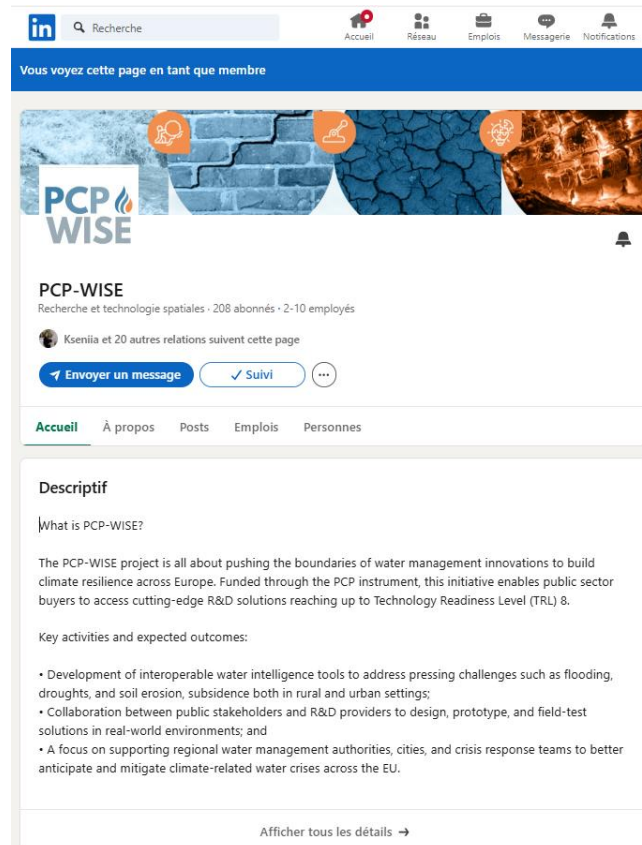 in
Recherche
Accueil
Réseau
Emplois
Messagerie
Notifications
Vous voyez cette page en tant que membre
PCP
WISE
PCP-WISE
Recherche et technologie spatiales · 208 abonnés · 2-10 employés
Kseniia et 20 autres relations suivent cette page
Envoyer un message
Suivi
Accueil
À propos
Posts
Emplois
Personnes
Descriptif
What is PCP-WISE?
The PCP-WISE project is all about pushing the boundaries of water management innovations to build
climate resilience across Europe. Funded through the PCP instrument, this initiative enables public sector
buyers to access cutting-edge R&D solutions reaching up to Technology Readiness Level (TRL) 8.
Key activities and expected outcomes:
• Development of interoperable water intelligence tools to address pressing challenges such as flooding,
droughts, and soil erosion, subsidence both in rural and urban settings;
• Collaboration between public stakeholders and R&D providers to design, prototype, and field-test
solutions in real-world environments; and
• A focus on supporting regional water management authorities, cities, and crisis response teams to better
anticipate and mitigate climate-related water crises across the EU.
Afficher tous les détails →